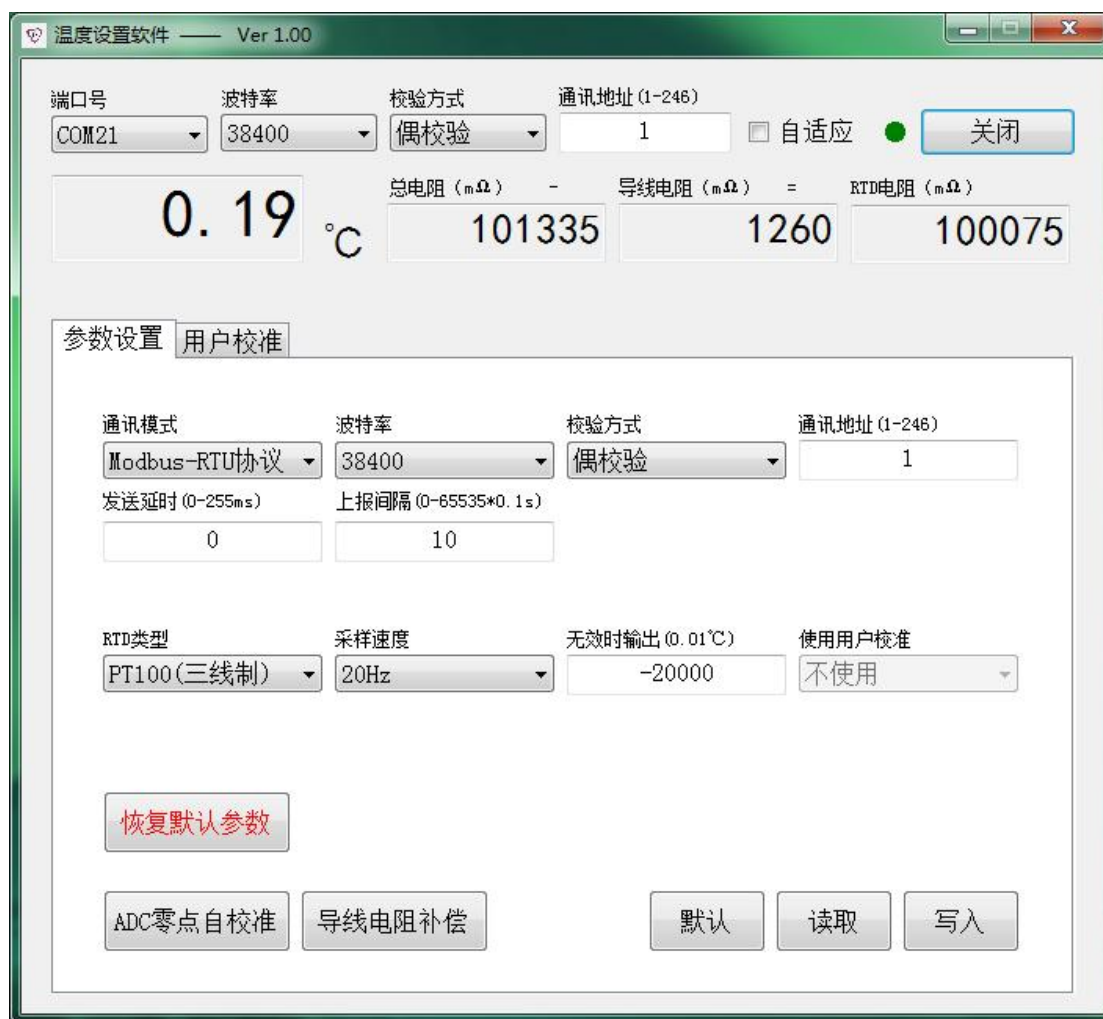 温度设置软件 —— Ver 1.00
端口号 波特率 校验方式 通讯地址(1-246)
COM21 38400 偶校验 1 自适应 关闭
总电阻（mΩ） - 导线电阻（mΩ） = RTD电阻（mΩ）
0.19 ℃ 101335 1260 100075
参数设置 用户校准
通讯模式 波特率 校验方式 通讯地址(1-246)
Modbus-RTU协议 38400 偶校验 1
发送延时(0-255ms) 上报间隔(0-65535*0.1s)
0 10
RTD类型 采样速度 无效时输出(0.01℃) 使用用户校准
PT100(三线制) 20Hz -20000 不使用
恢复默认参数
ADC零点自校准 导线电阻补偿 默认 读取 写入